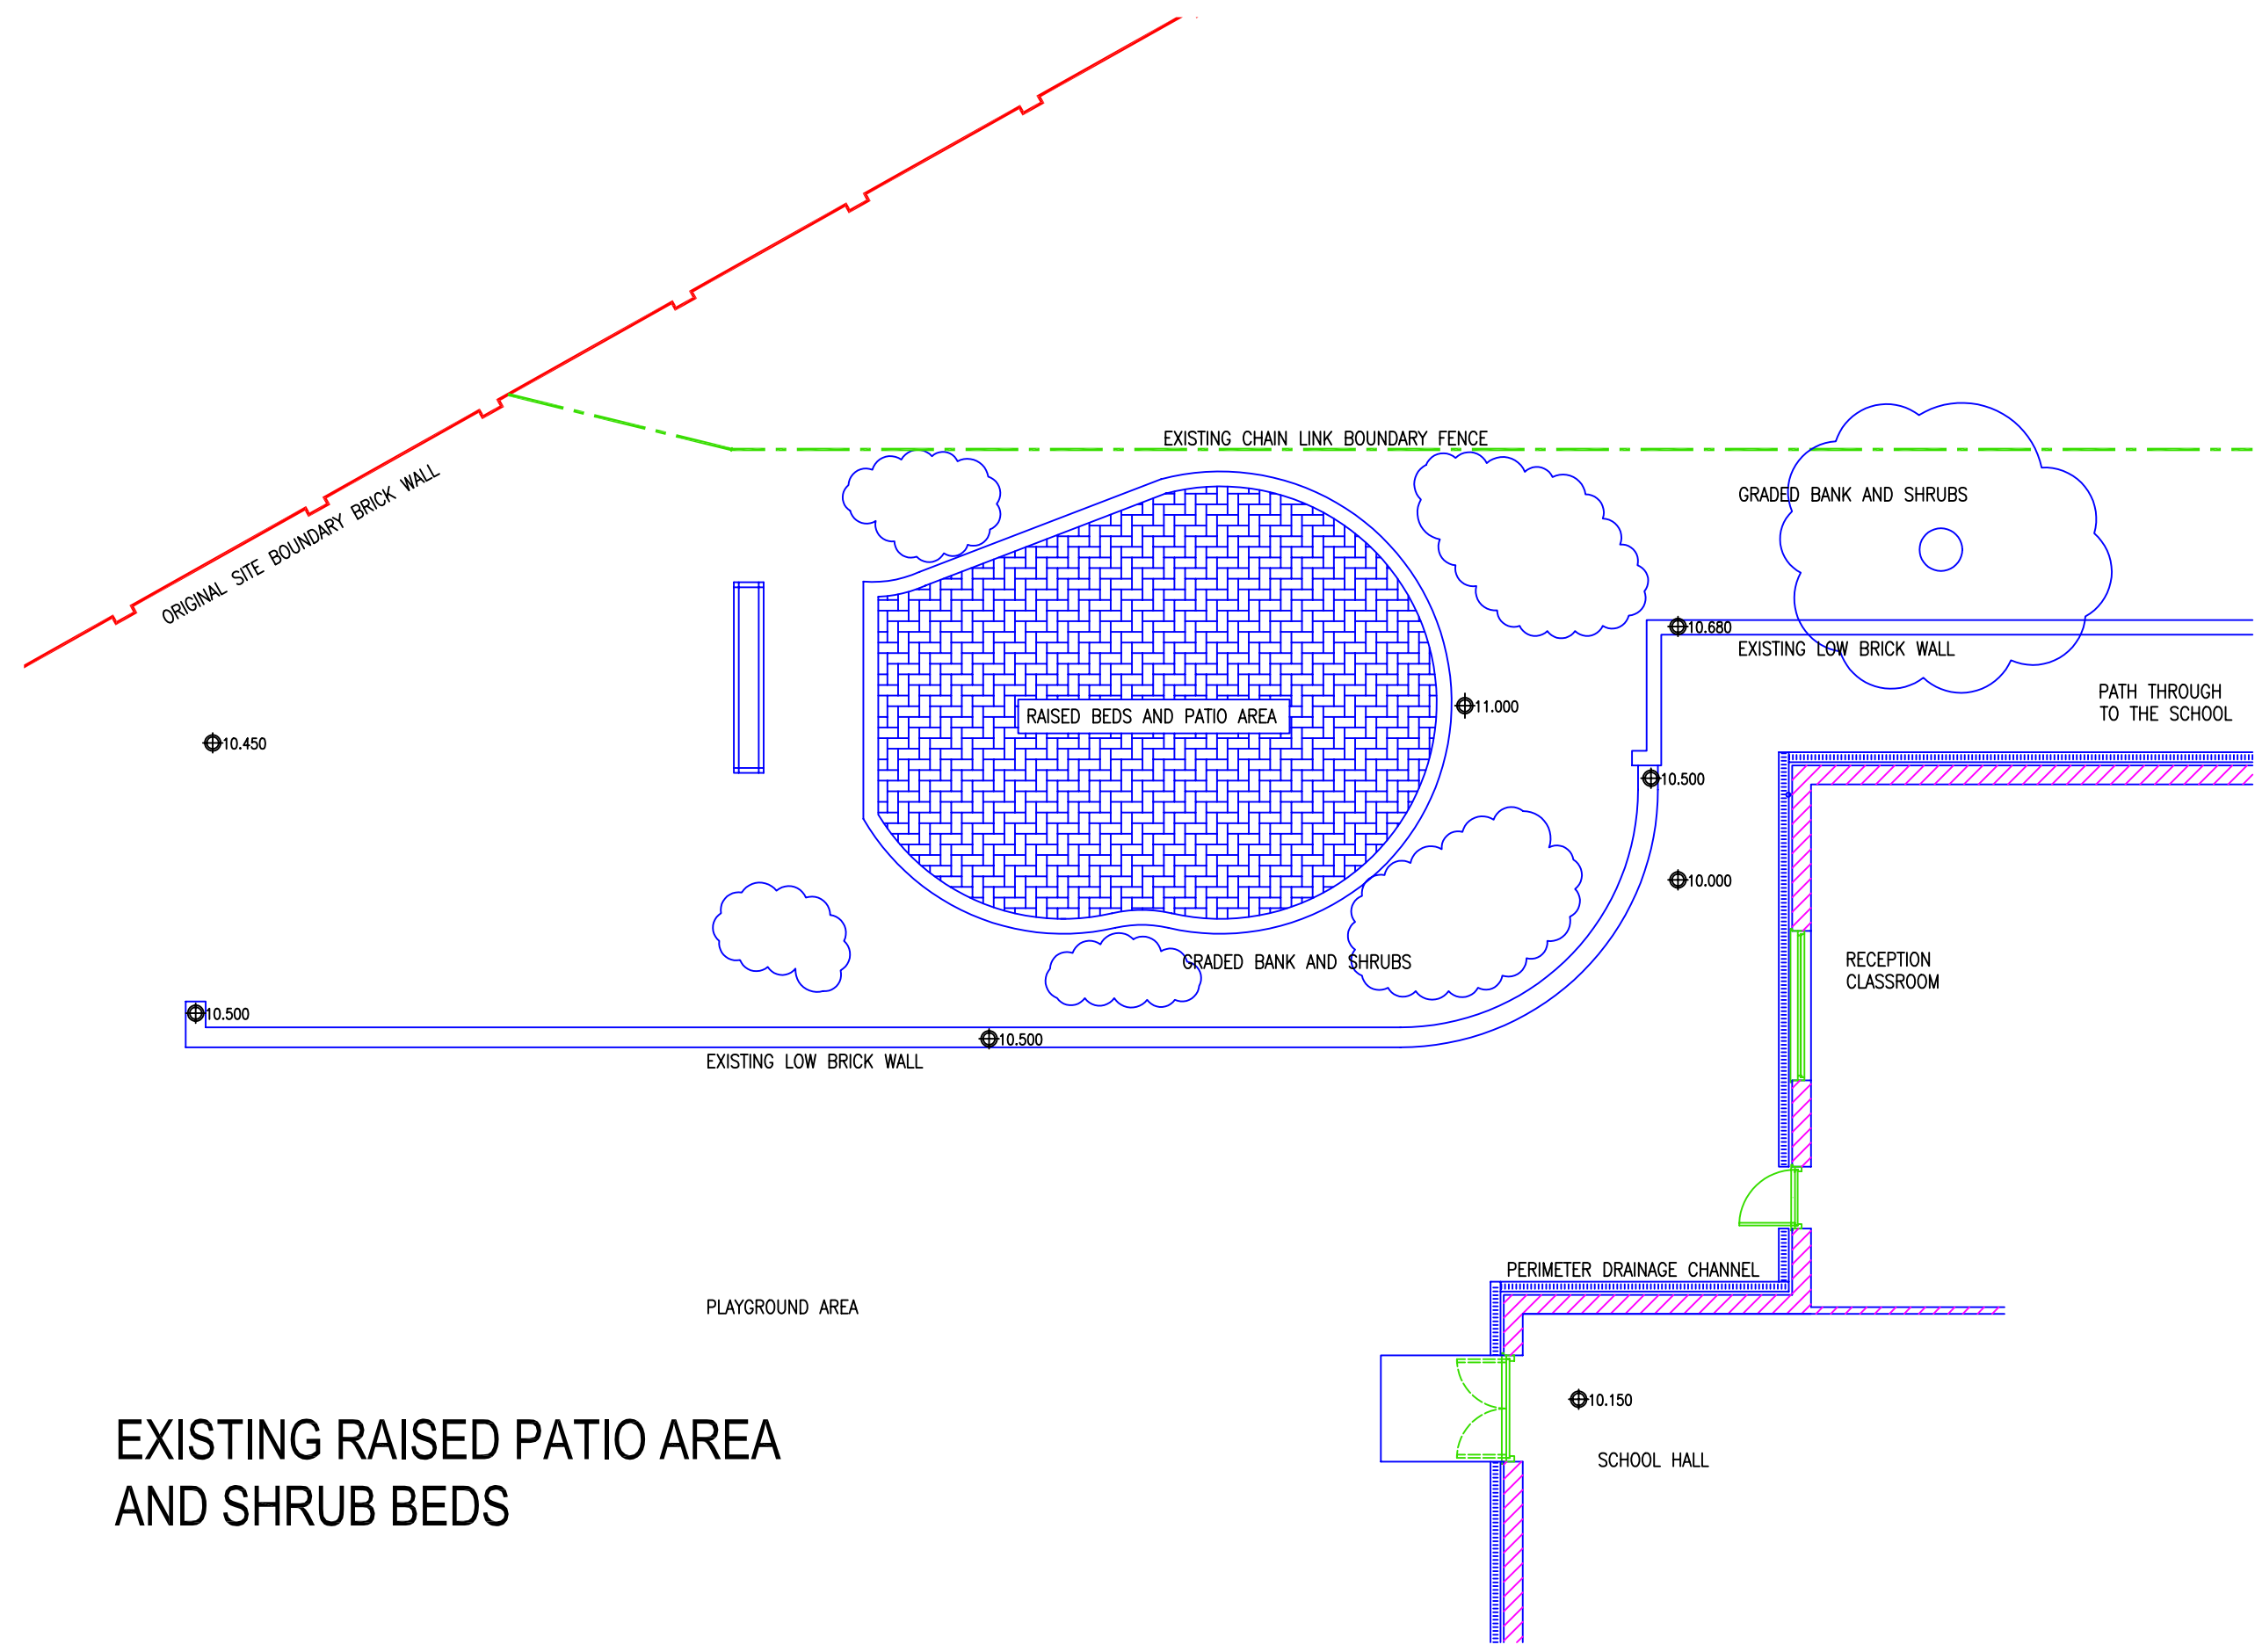 EXISTING CHAIN LINK BOUNDARY FENCE
ORIGINAL SITE BOUNDARY BRICK WALL
GRADED BANK AND SHRUBS
10.680
EXISTING LOW BRICK WALL
PATH THROUGH
TO THE SCHOOL
11.000
RAISED BEDS AND PATIO AREA
10.450
10.500
10.000
RECEPTION
CLASSROOM
GRADED BANK AND SHRUBS
10.500
10.500
EXISTING LOW BRICK WALL
PERIMETER DRAINAGE CHANNEL
PLAYGROUND AREA
10.150
SCHOOL HALL
EXISTING RAISED PATIO AREA
AND SHRUB BEDS